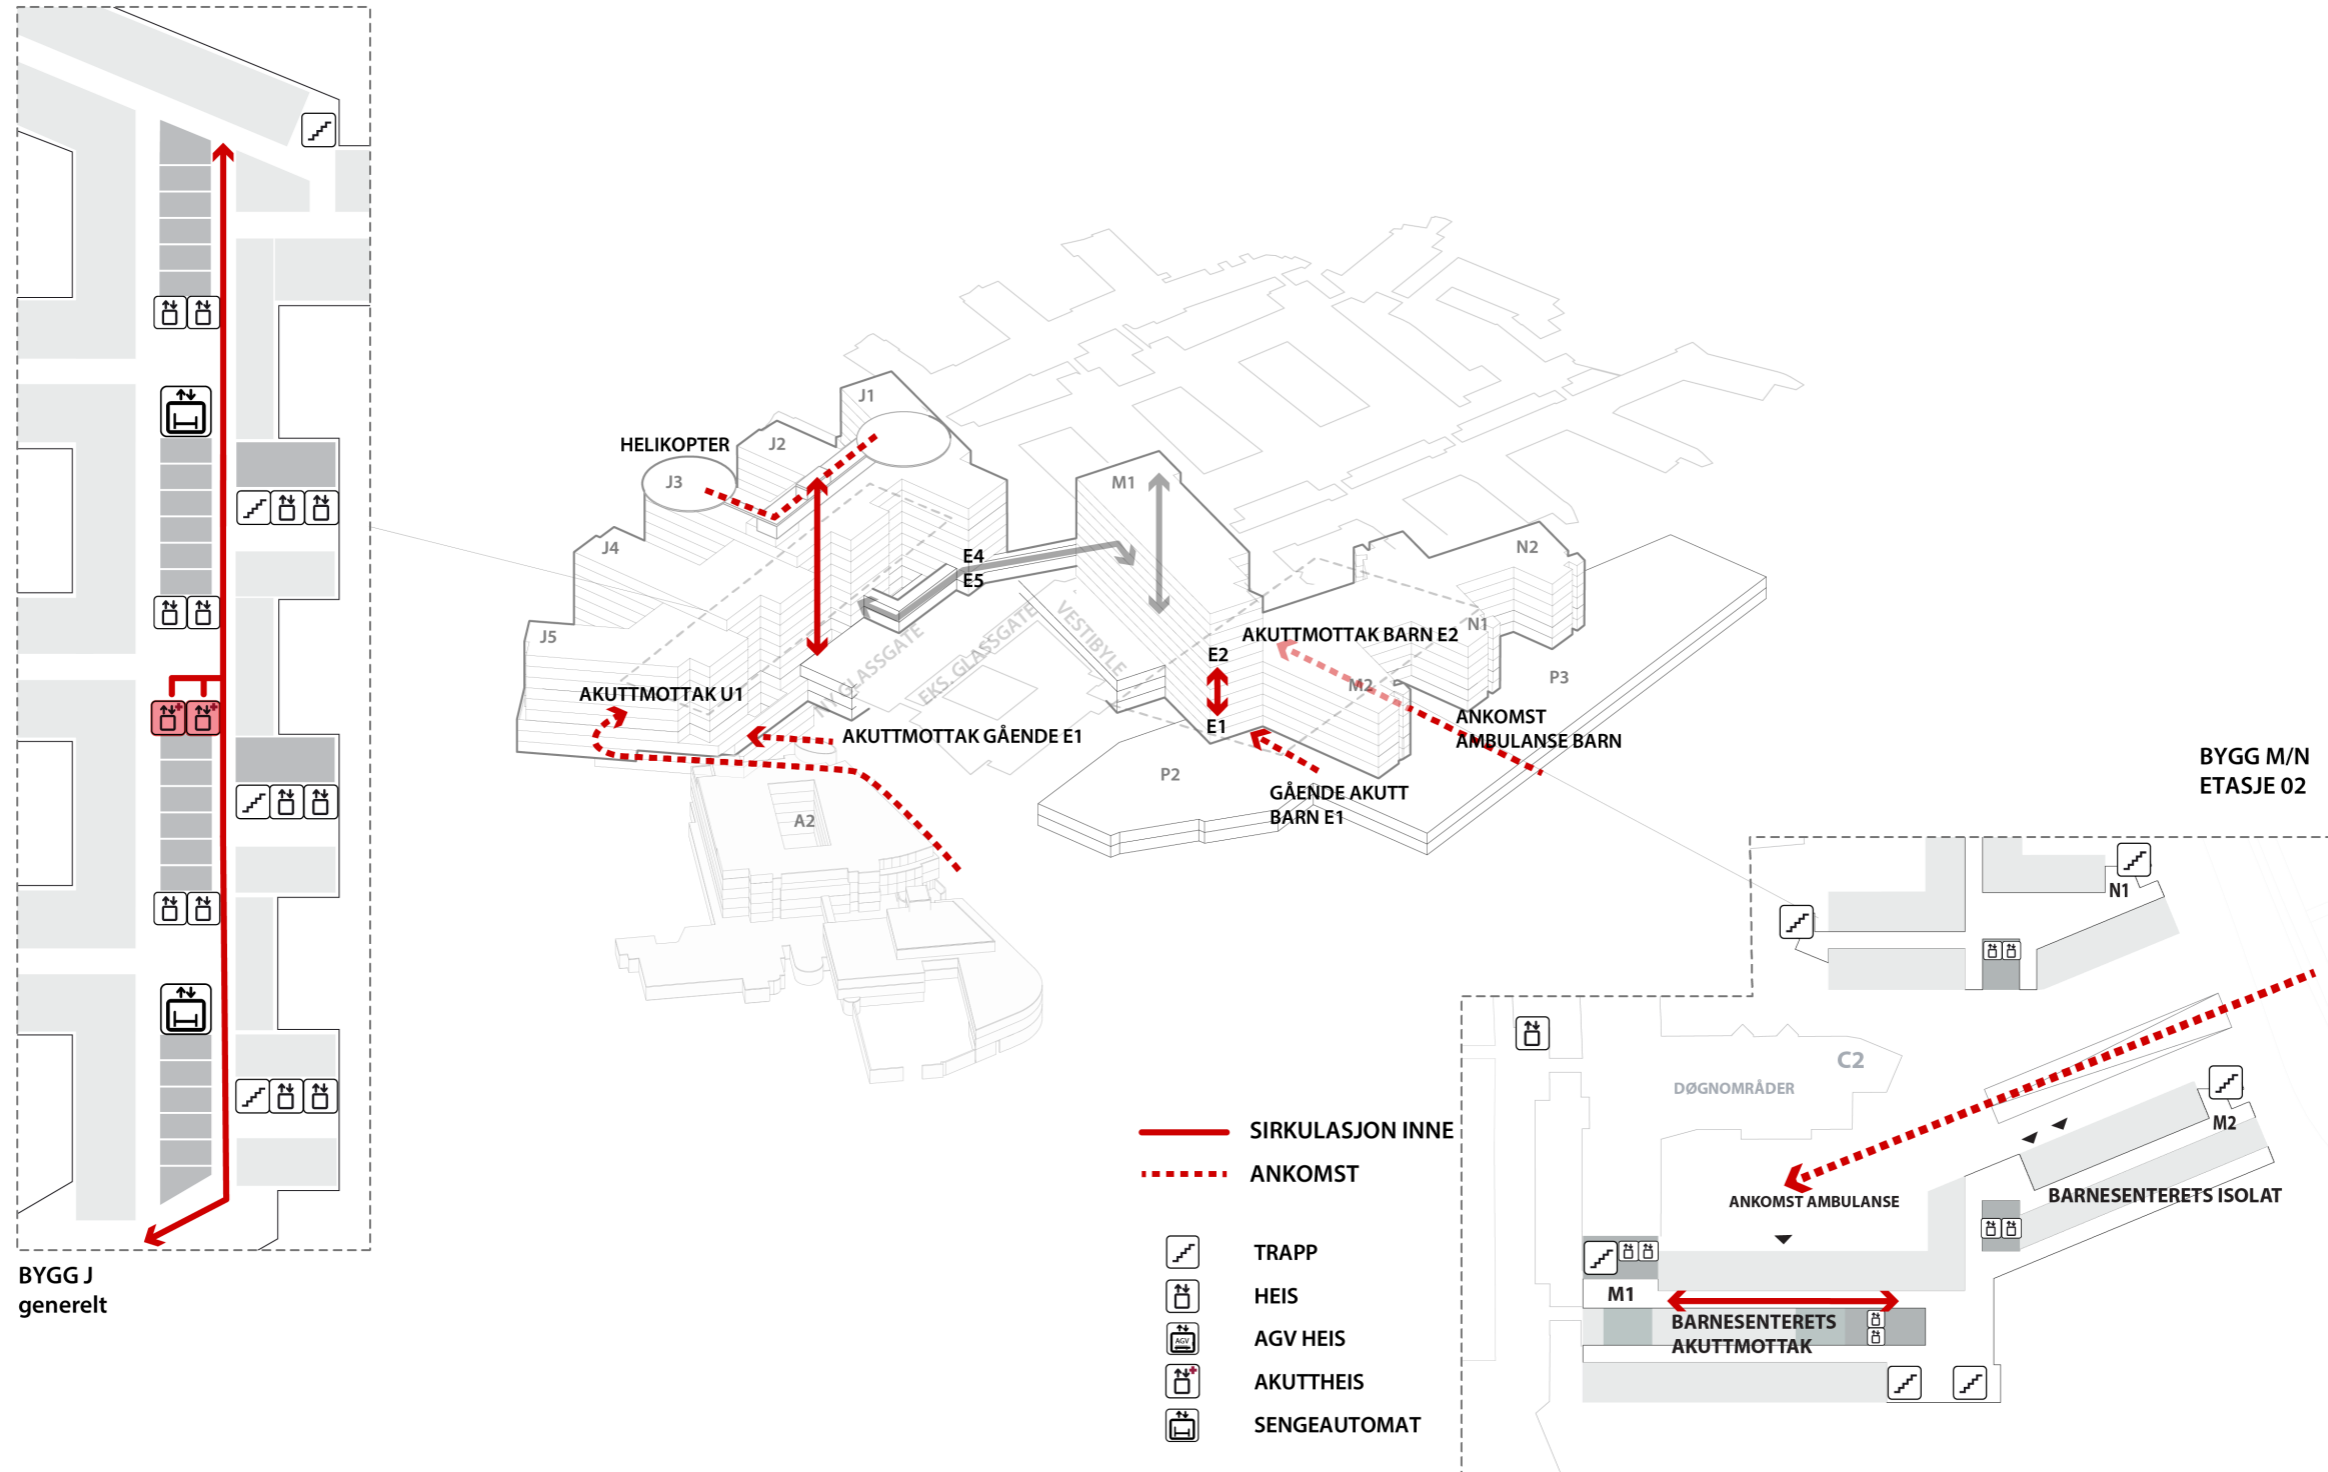 BYGG J
generelt
HELIKOPTER
J1
J2
J3
J4
J5
E4
E5
M1
NY GLASSGATE
EKS. GLASSGATE
VESTIBYLE
AKUTTMOTTAK U1
AKUTTMOTTAK GÅENDE E1
A2
AKUTTMOTTAK BARN E2
E2
E1
M2
N1
N2
P3
P2
ANKOMST
AMBULANSE BARN
GÅENDE AKUTT
BARN E1
BYGG M/N
ETASJE 02
N1
C2
DØGNOMRÅDER
M2
ANKOMST AMBULANSE
BARNESENTERETS ISOLAT
M1
BARNESENTERETS
AKUTTMOTTAK
SIRKULASJON INNE
ANKOMST
TRAPP
HEIS
AGV
AGV HEIS
AKUTTHEIS
SENGEAUTOMAT